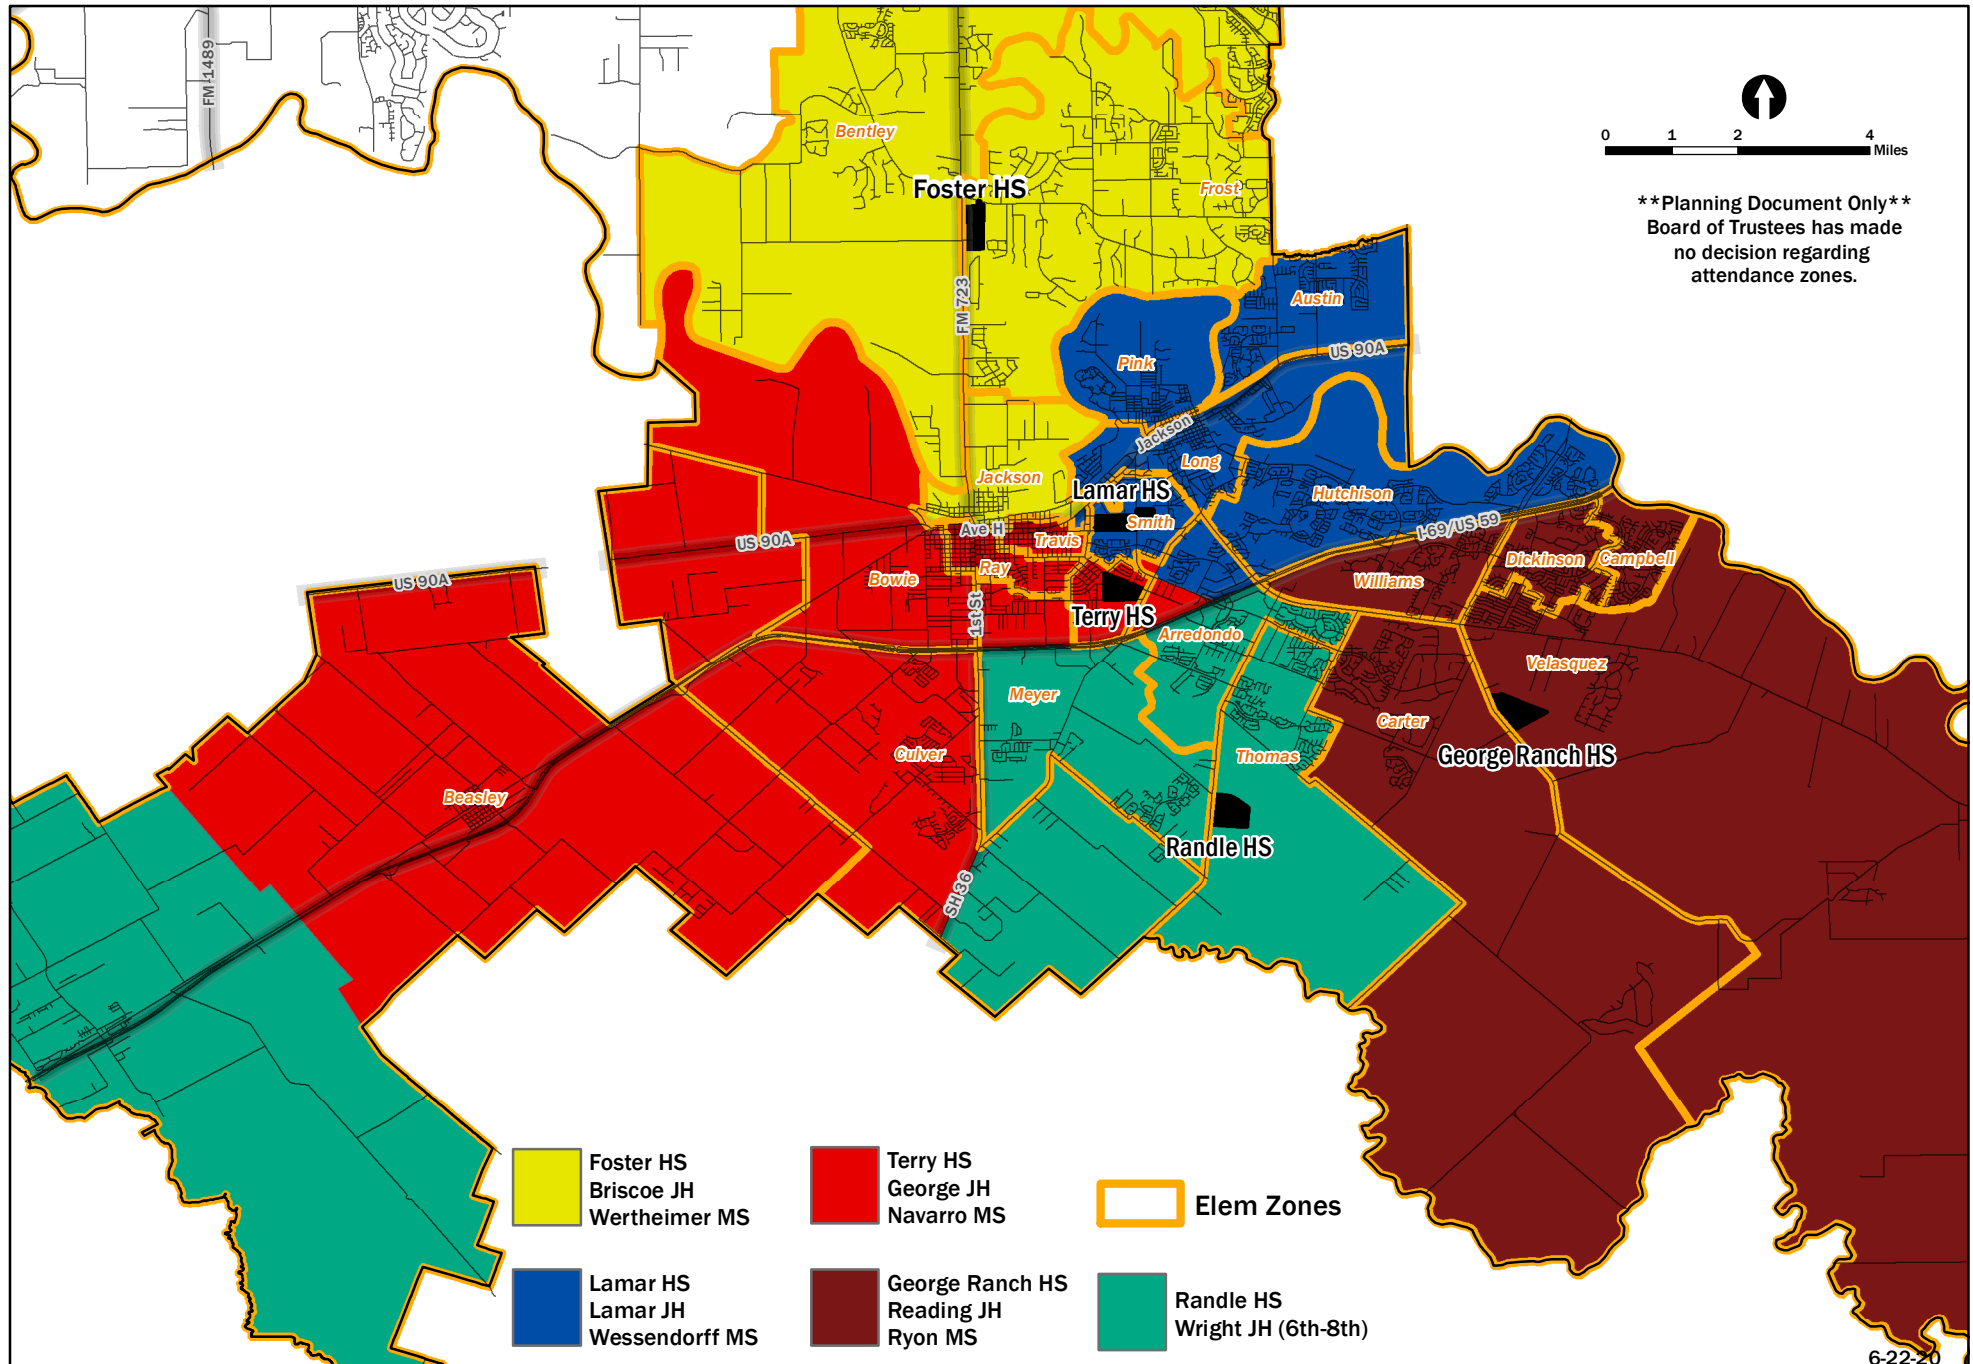 FM 1489
Bentley
Foster HS
Frost
0 1 2 4
Miles
**Planning Document Only**
Board of Trustees has made
no decision regarding
attendance zones.
FM 723
Austin
US 90A
Pink
Jackson
Long
Jackson
Lamar HS
Hutchison
Smith
I-69/US 59
Ave H
Travis
US 90A
US 90A
Bowie
Ray
Williams
Dickinson
Campbell
1st St
Terry HS
Arredondo
Velasquez
Meyer
Carter
Culver
Thomas
George Ranch HS
Beasley
Randle HS
SH 36
Foster HS
Briscoe JH
Wertheimer MS
Terry HS
George JH
Navarro MS
Elem Zones
Lamar HS
Lamar JH
Wessendorff MS
George Ranch HS
Reading JH
Ryon MS
Randle HS
Wright JH (6th-8th)
6-22-20